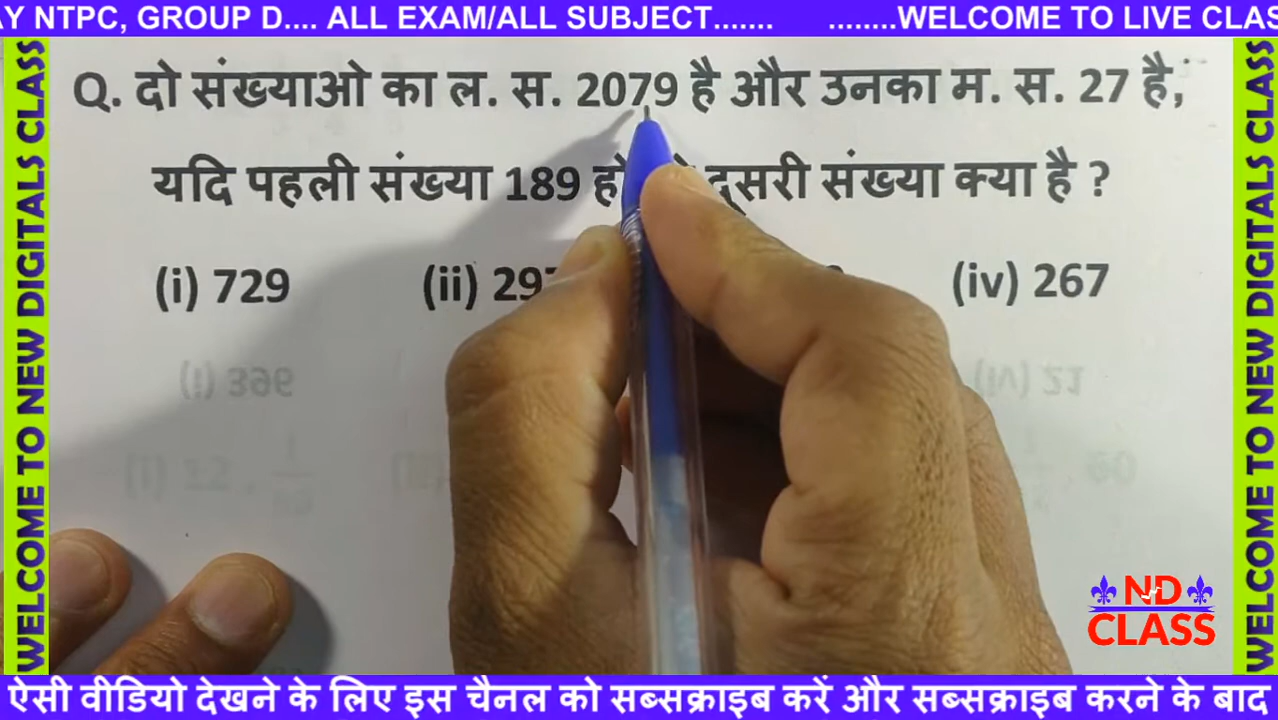 AY NTPC, GROUP D.... ALL EXAM/ALL SUBJECT....... ........WELCOME TO LIVE CLAS
WELCOME TO NEW DIGITALS CLASS
Q. दो संख्याओ का ल. स. 2079 है और उनका म. स. 27 है,
यदि पहली संख्या 189 दूसरी संख्या क्या है ?
(i) 729 (ii) (iv) 267
ND
CLASS
WELCOME TO NEW DIGITALS CLASS
ऐसी वीडियो देखने के लिए इस चैनल को सब्सक्राइब करें और सब्सक्राइब करने के बाद